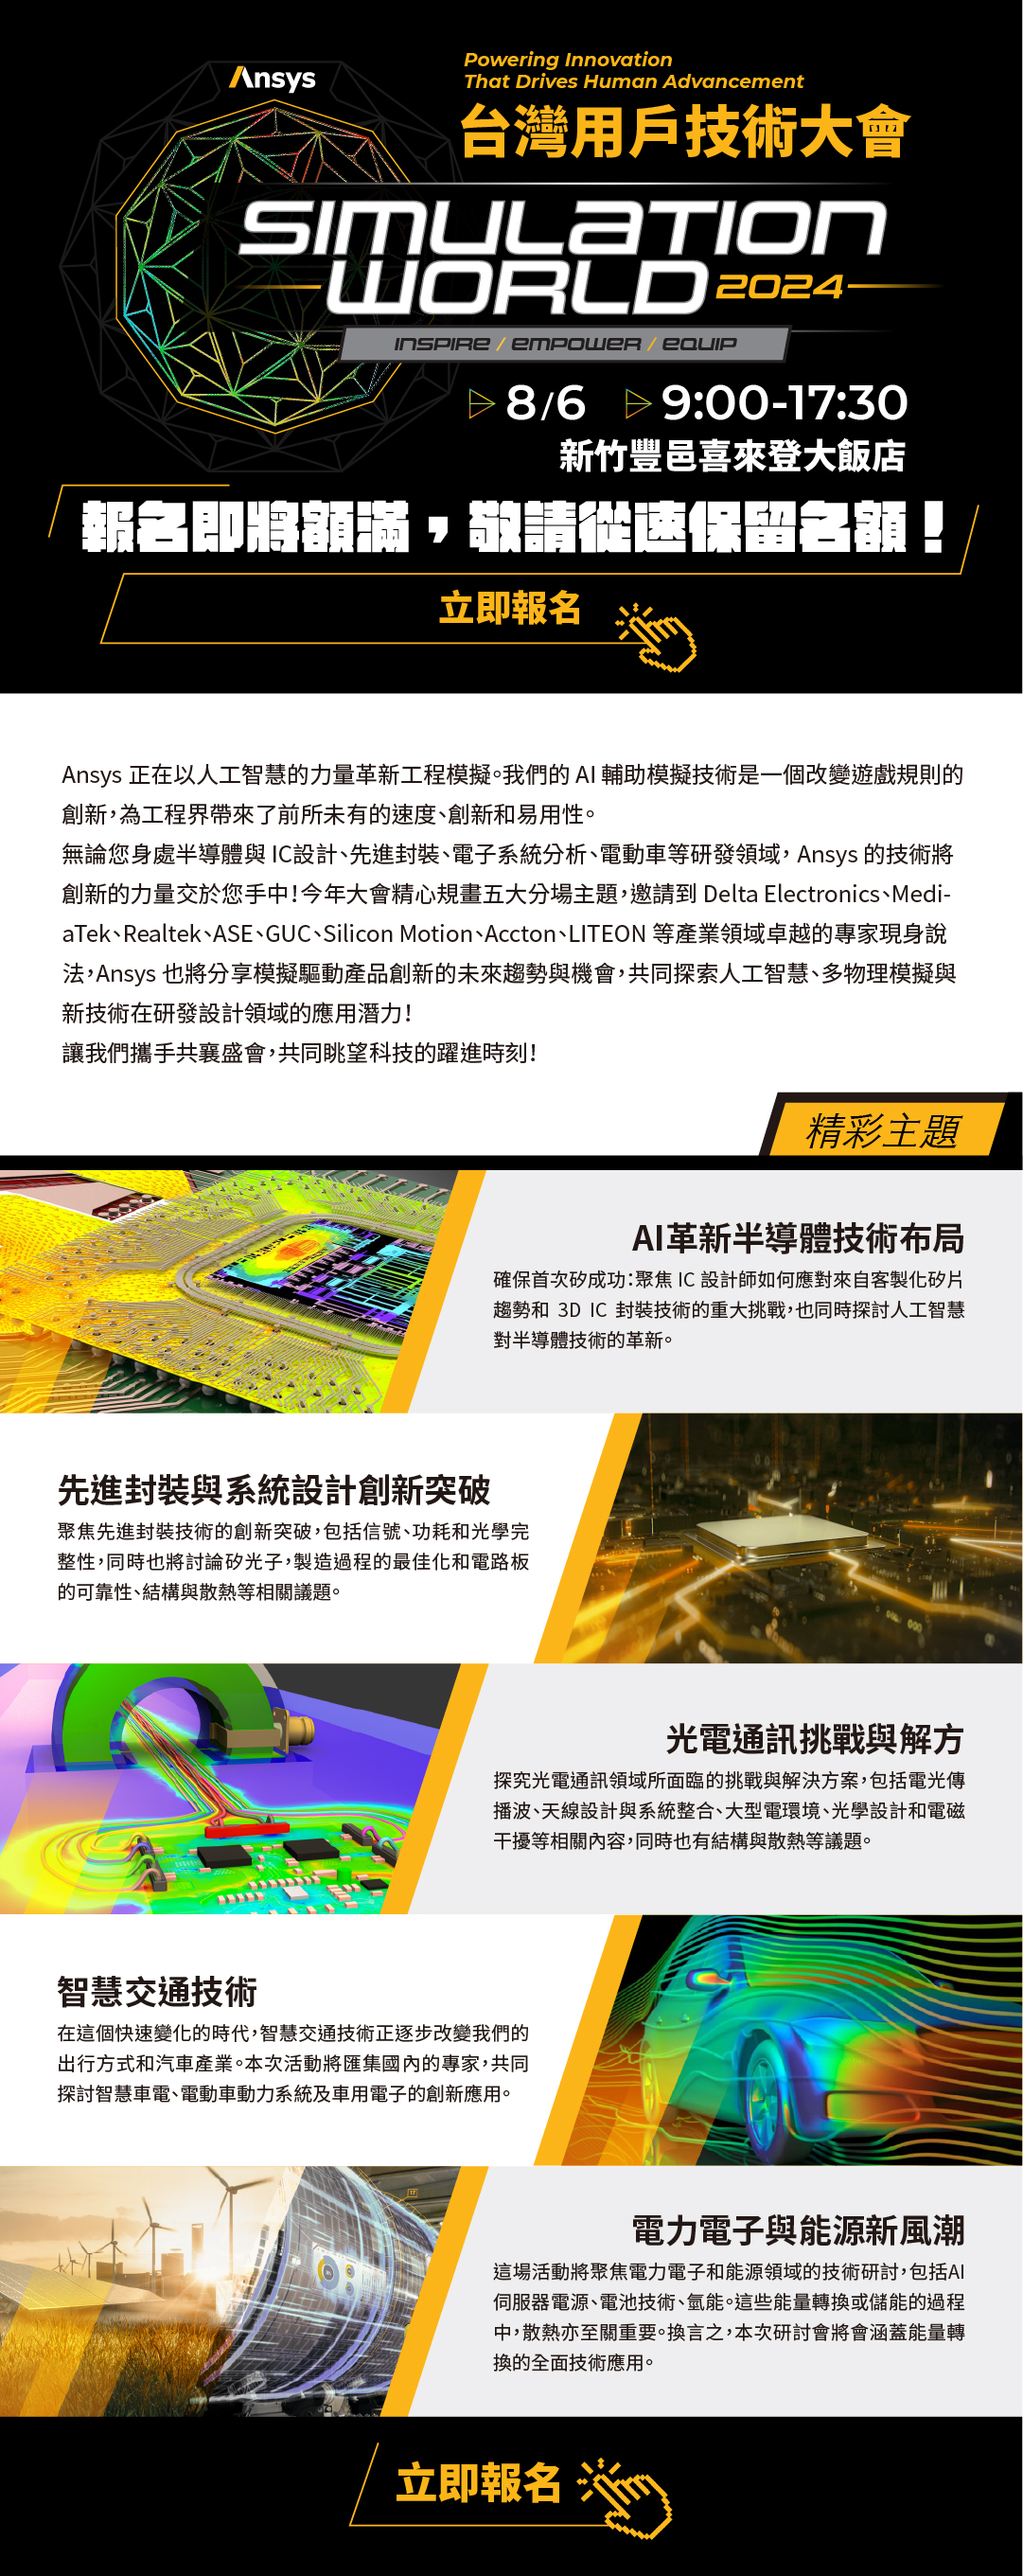 Ansys
Powering Innovation
That Drives Human Advancement
台灣用戶技術大會
SIMULATION
WORLD 2024
INSPIRE / EMPOWER / EQUIP
8/6 9:00-17:30
新竹豐邑喜來登大飯店
報名即將額滿，敬請從速保留名額！
立即報名
Ansys 正在以人工智慧的力量革新工程模擬。我們的 AI 輔助模擬技術是一個改變遊戲規則的
創新，為工程界帶來了前所未有的速度、創新和易用性。
無論您身處半導體與 IC設計、先進封裝、電子系統分析、電動車等研發領域， Ansys 的技術將
創新的力量交於您手中！今年大會精心規畫五大分場主題，邀請到 Delta Electronics、Medi-
aTek、Realtek、ASE、GUC、Silicon Motion、Accton、LITEON 等產業領域卓越的專家現身說
法，Ansys 也將分享模擬驅動產品創新的未來趨勢與機會，共同探索人工智慧、多物理模擬與
新技術在研發設計領域的應用潛力！
讓我們攜手共襄盛會，共同眺望科技的躍進時刻！
精彩主題
AI革新半導體技術布局
確保首次矽成功：聚焦 IC 設計師如何應對來自客製化矽片
趨勢和 3D IC 封裝技術的重大挑戰，也同時探討人工智慧
對半導體技術的革新。
先進封裝與系統設計創新突破
聚焦先進封裝技術的創新突破，包括信號、功耗和光學完
整性，同時也將討論矽光子，製造過程的最佳化和電路板
的可靠性、結構與散熱等相關議題。
光電通訊挑戰與解方
探究光電通訊領域所面臨的挑戰與解決方案，包括電光傳
播波、天線設計與系統整合、大型電環境、光學設計和電磁
干擾等相關內容，同時也有結構與散熱等議題。
智慧交通技術
在這個快速變化的時代，智慧交通技術正逐步改變我們的
出行方式和汽車產業。本次活動將匯集國內的專家，共同
探討智慧車電、電動車動力系統及車用電子的創新應用。
電力電子與能源新風潮
這場活動將聚焦電力電子和能源領域的技術研討，包括AI
伺服器電源、電池技術、氫能。這些能量轉換或儲能的過程
中，散熱亦至關重要。換言之，本次研討會將會涵蓋能量轉
換的全面技術應用。
立即報名